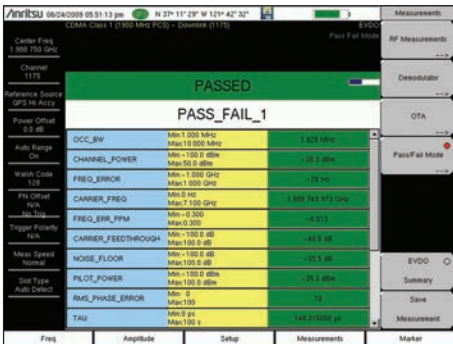 /Inritsu 06/24/2009 05:51:13 pm N 37° 11' 29" W 121° 42' 32"
CDMA Class 1 (1900 MHz PCS) - Downlink (1175) EVDO
Pass Fail Mode
Measurements
Center Freq
1.988 750 GHz
Channel
1175
Reference Source
GPS Hi Accy
Power Offset
0.0 dB
Auto Range
On
Walsh Code
128
PN Offset
N/A
No Trig
Trigger Polarity
N/A
Meas Speed
Normal
Slot Type
Auto Detect
PASSED
PASS_FAIL_1
OCC_BW Min:1.000 MHz Max:10.000 MHz
CHANNEL_POWER Min:-100.0 dBm Max:50.0 dBm
FREQ_ERROR Min:-1.000 GHz Max:1.000 GHz
CARRIER_FREQ Min:0 Hz Max:7.100 GHz
FREQ_ERR_PPM Min:-0.300 Max:0.300
CARRIER_FEEDTHROUGH Min:-100.0 dB Max:100.0 dB
NOISE_FLOOR Min:-100.0 dB Max:100.0 dB
PILOT_POWER Min:-100.0 dBm Max:100.0 dBm
RMS_PHASE_ERROR Min: 0 Max:100
TAU Min:0 ps Max:100 s
RF Measurements
-->
Demodulator
-->
OTA
-->
Pass/Fail Mode
-->
EVDO
Summary
Save
Measurement
Freq Amplitude Setup Measurements Marker